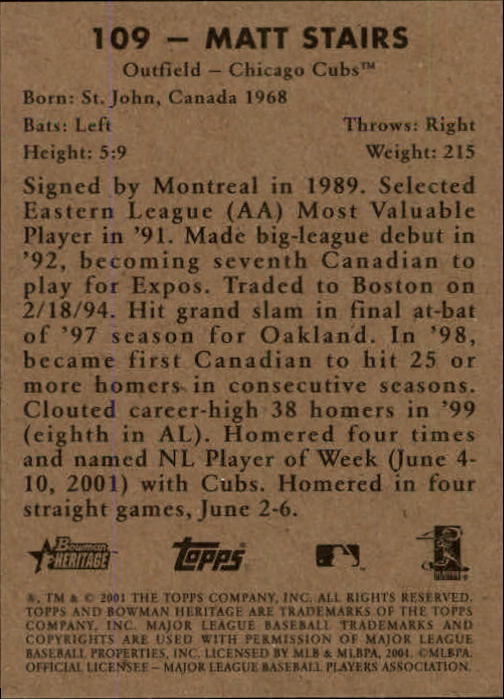 109 – MATT STAIRS
Outfield – Chicago Cubs™
Born: St. John, Canada 1968
Bats: Left Throws: Right
Height: 5:9 Weight: 215
Signed by Montreal in 1989. Selected
Eastern League (AA) Most Valuable
Player in '91. Made big-league debut in
'92, becoming seventh Canadian to
play for Expos. Traded to Boston on
2/18/94. Hit grand slam in final at-bat
of '97 season for Oakland. In '98,
became first Canadian to hit 25 or
more homers in consecutive seasons.
Clouted career-high 38 homers in '99
(eighth in AL). Homered four times
and named NL Player of Week (June 4-
10, 2001) with Cubs. Homered in four
straight games, June 2-6.
Bowman
HERITAGE
Topps
®, TM & © 2001 THE TOPPS COMPANY, INC. ALL RIGHTS RESERVED.
TOPPS AND BOWMAN HERITAGE ARE TRADEMARKS OF THE TOPPS
COMPANY, INC. MAJOR LEAGUE BASEBALL TRADEMARKS AND
COPYRIGHTS ARE USED WITH PERMISSION OF MAJOR LEAGUE
BASEBALL PROPERTIES, INC. LICENSED BY MLB & MLBPA, 2001. ©MLBPA.
OFFICIAL LICENSEE – MAJOR LEAGUE BASEBALL PLAYERS ASSOCIATION.